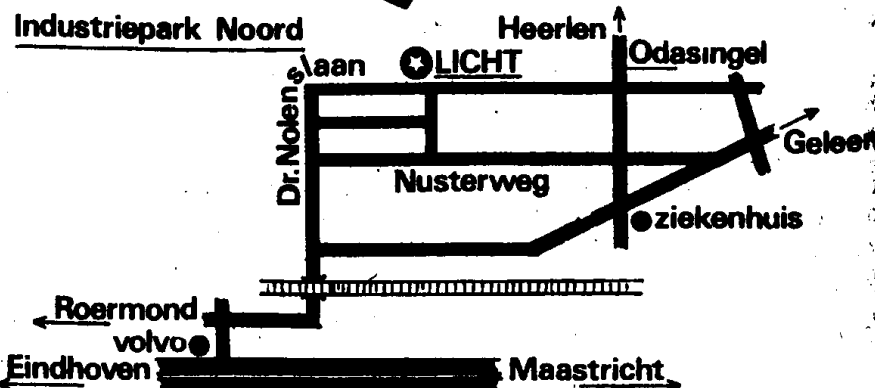 Heerlen
Industriepark Noord
Odasingel
Dr. Nolenslaan
LICHT
Geleen
Nusterweg
ziekenhuis
Roermond
volvo
Eindhoven
Maastricht